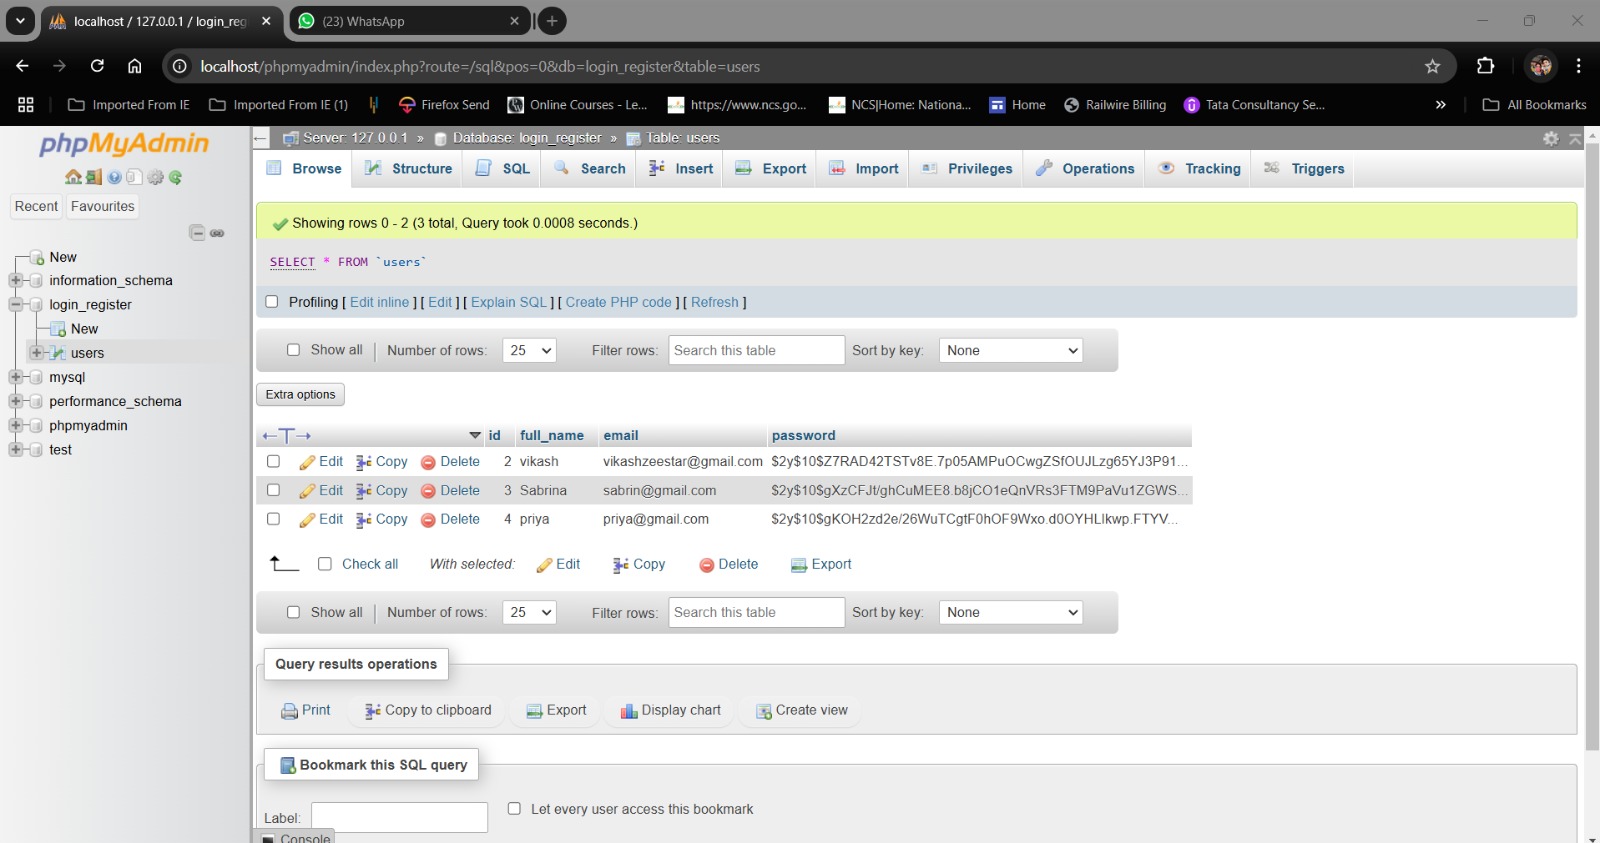 localhost / 127.0.0.1 / login_reg
(23) WhatsApp
localhost/phpmyadmin/index.php?route=/sql&pos=0&db=login_register&table=users
Imported From IE
Imported From IE (1)
Firefox Send
Online Courses - Le...
https://www.ncs.go...
NCS|Home: Nationa...
Home
Railwire Billing
Tata Consultancy Se...
»
All Bookmarks
phpMyAdmin
Recent
Favourites
New
information_schema
login_register
New
users
mysql
performance_schema
phpmyadmin
test
Server: 127.0.0.1 » Database: login_register » Table: users
Browse
Structure
SQL
Search
Insert
Export
Import
Privileges
Operations
Tracking
Triggers
Showing rows 0 - 2 (3 total, Query took 0.0008 seconds.)
SELECT * FROM `users`
Profiling [ Edit inline ] [ Edit ] [ Explain SQL ] [ Create PHP code ] [ Refresh ]
Show all | Number of rows: 25 Filter rows: Search this table Sort by key: None
Extra options
←T→ id full_name email password
Edit Copy Delete 2 vikash vikashzeestar@gmail.com $2y$10$Z7RAD42TSTv8E.7p05AMPuOCwgZSfOUJLzg65YJ3P91...
Edit Copy Delete 3 Sabrina sabrin@gmail.com $2y$10$gXzCFJt/ghCuMEE8.b8jCO1eQnVRs3FTM9PaVu1ZGWS...
Edit Copy Delete 4 priya priya@gmail.com $2y$10$gKOH2zd2e/26WuTCgtF0hOF9Wxo.d0OYHLIkwp.FTYV...
Check all With selected: Edit Copy Delete Export
Show all | Number of rows: 25 Filter rows: Search this table Sort by key: None
Query results operations
Print Copy to clipboard Export Display chart Create view
Bookmark this SQL query
Label: Let every user access this bookmark
Console